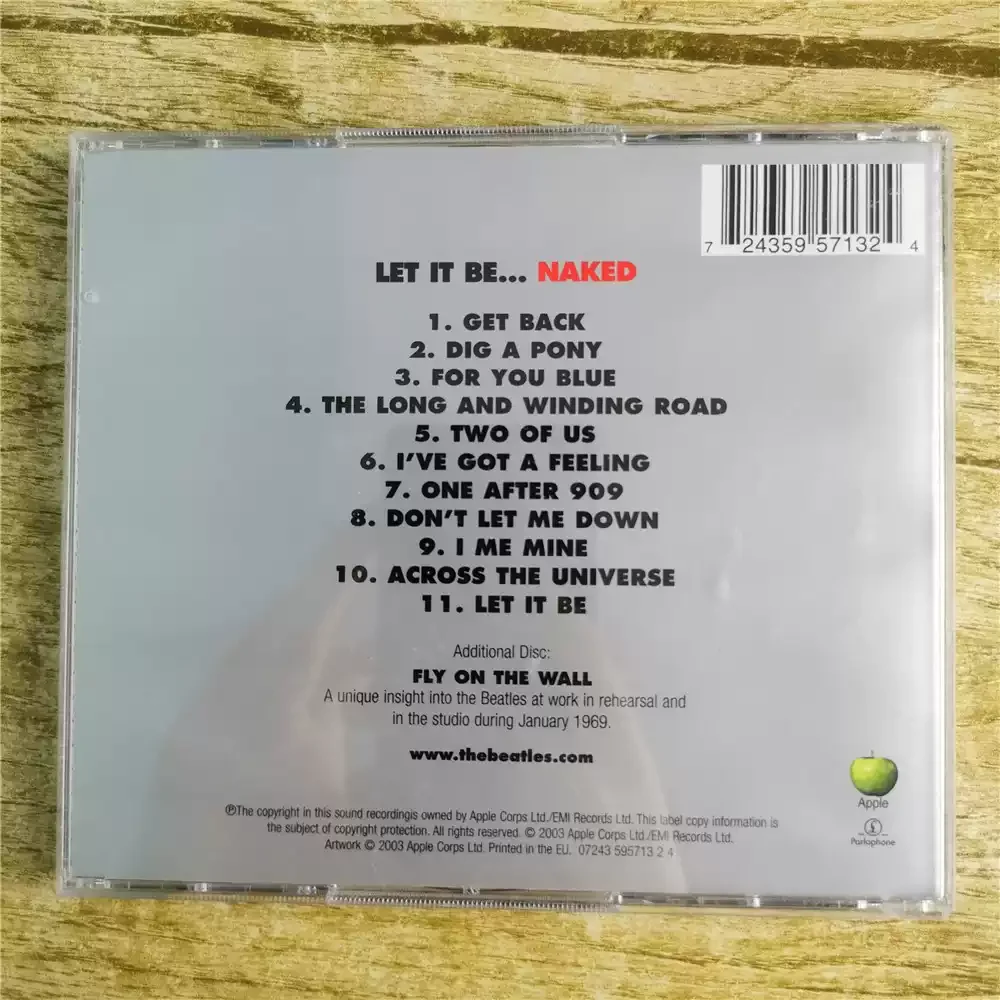 7 24359 57132 4
LET IT BE... NAKED
1. GET BACK
2. DIG A PONY
3. FOR YOU BLUE
4. THE LONG AND WINDING ROAD
5. TWO OF US
6. I'VE GOT A FEELING
7. ONE AFTER 909
8. DON'T LET ME DOWN
9. I ME MINE
10. ACROSS THE UNIVERSE
11. LET IT BE
Additional Disc:
FLY ON THE WALL
A unique insight into the Beatles at work in rehearsal and
in the studio during January 1969.
www.thebeatles.com
Apple
Parlophone
℗The copyright in this sound recordingis owned by Apple Corps Ltd./EMI Records Ltd. This label copy information is
the subject of copyright protection. All rights reserved. © 2003 Apple Corps Ltd./EMI Records Ltd.
Artwork © 2003 Apple Corps Ltd. Printed in the EU. 07243 595713 2 4